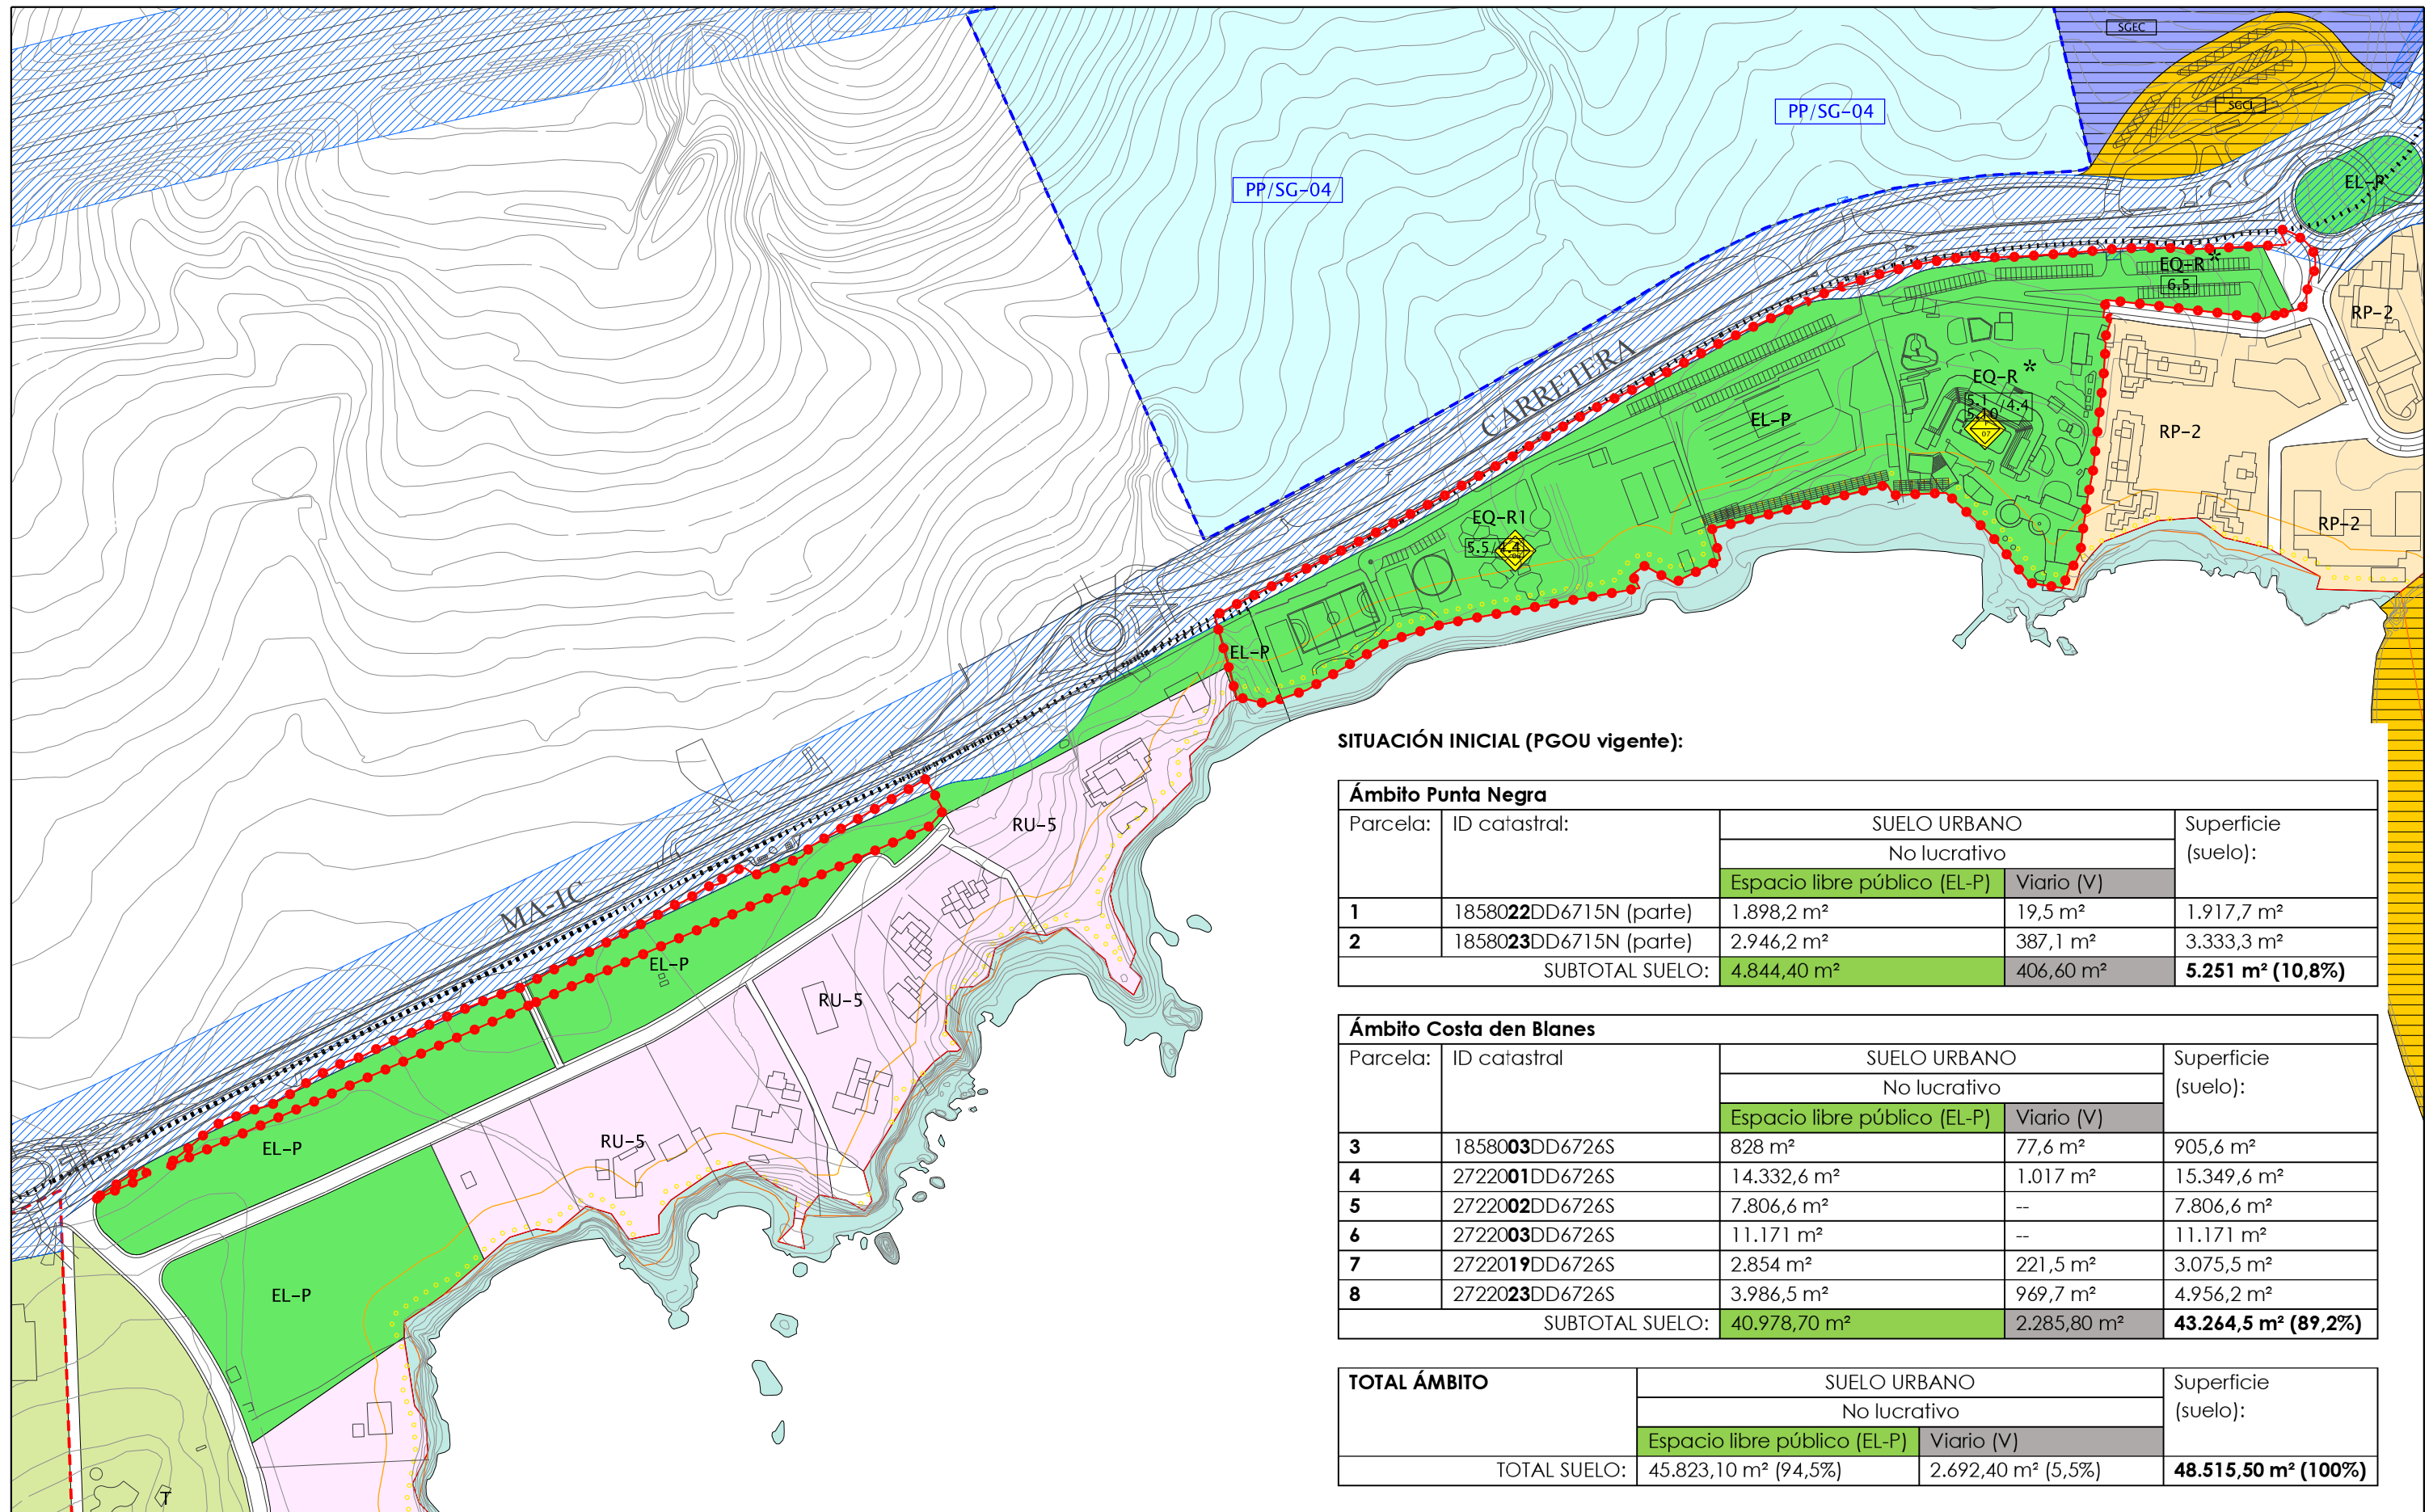 SGEC
SGCI
PP/SG-04
PP/SG-04
EL-P
EQ-R*
6.5
RP-2
CARRETERA
EQ-R*
5.1
5.10/4.4
07
EL-P
RP-2
RP-2
EQ-R1
5.5/4.4
EL-P
RU-5
MA-1C
EL-P
RU-5
EL-P
RU-5
EL-P
T
SITUACIÓN INICIAL (PGOU vigente):
Ámbito Punta Negra
Parcela: ID catastral: SUELO URBANO Superficie
No lucrativo (suelo):
Espacio libre público (EL-P) Viario (V)
1 1858022DD6715N (parte) 1.898,2 m² 19,5 m² 1.917,7 m²
2 1858023DD6715N (parte) 2.946,2 m² 387,1 m² 3.333,3 m²
SUBTOTAL SUELO: 4.844,40 m² 406,60 m² 5.251 m² (10,8%)
Ámbito Costa den Blanes
Parcela: ID catastral SUELO URBANO Superficie
No lucrativo (suelo):
Espacio libre público (EL-P) Viario (V)
3 1858003DD6726S 828 m² 77,6 m² 905,6 m²
4 2722001DD6726S 14.332,6 m² 1.017 m² 15.349,6 m²
5 2722002DD6726S 7.806,6 m² -- 7.806,6 m²
6 2722003DD6726S 11.171 m² -- 11.171 m²
7 2722019DD6726S 2.854 m² 221,5 m² 3.075,5 m²
8 2722023DD6726S 3.986,5 m² 969,7 m² 4.956,2 m²
SUBTOTAL SUELO: 40.978,70 m² 2.285,80 m² 43.264,5 m² (89,2%)
TOTAL ÁMBITO SUELO URBANO Superficie
No lucrativo (suelo):
Espacio libre público (EL-P) Viario (V)
TOTAL SUELO: 45.823,10 m² (94,5%) 2.692,40 m² (5,5%) 48.515,50 m² (100%)